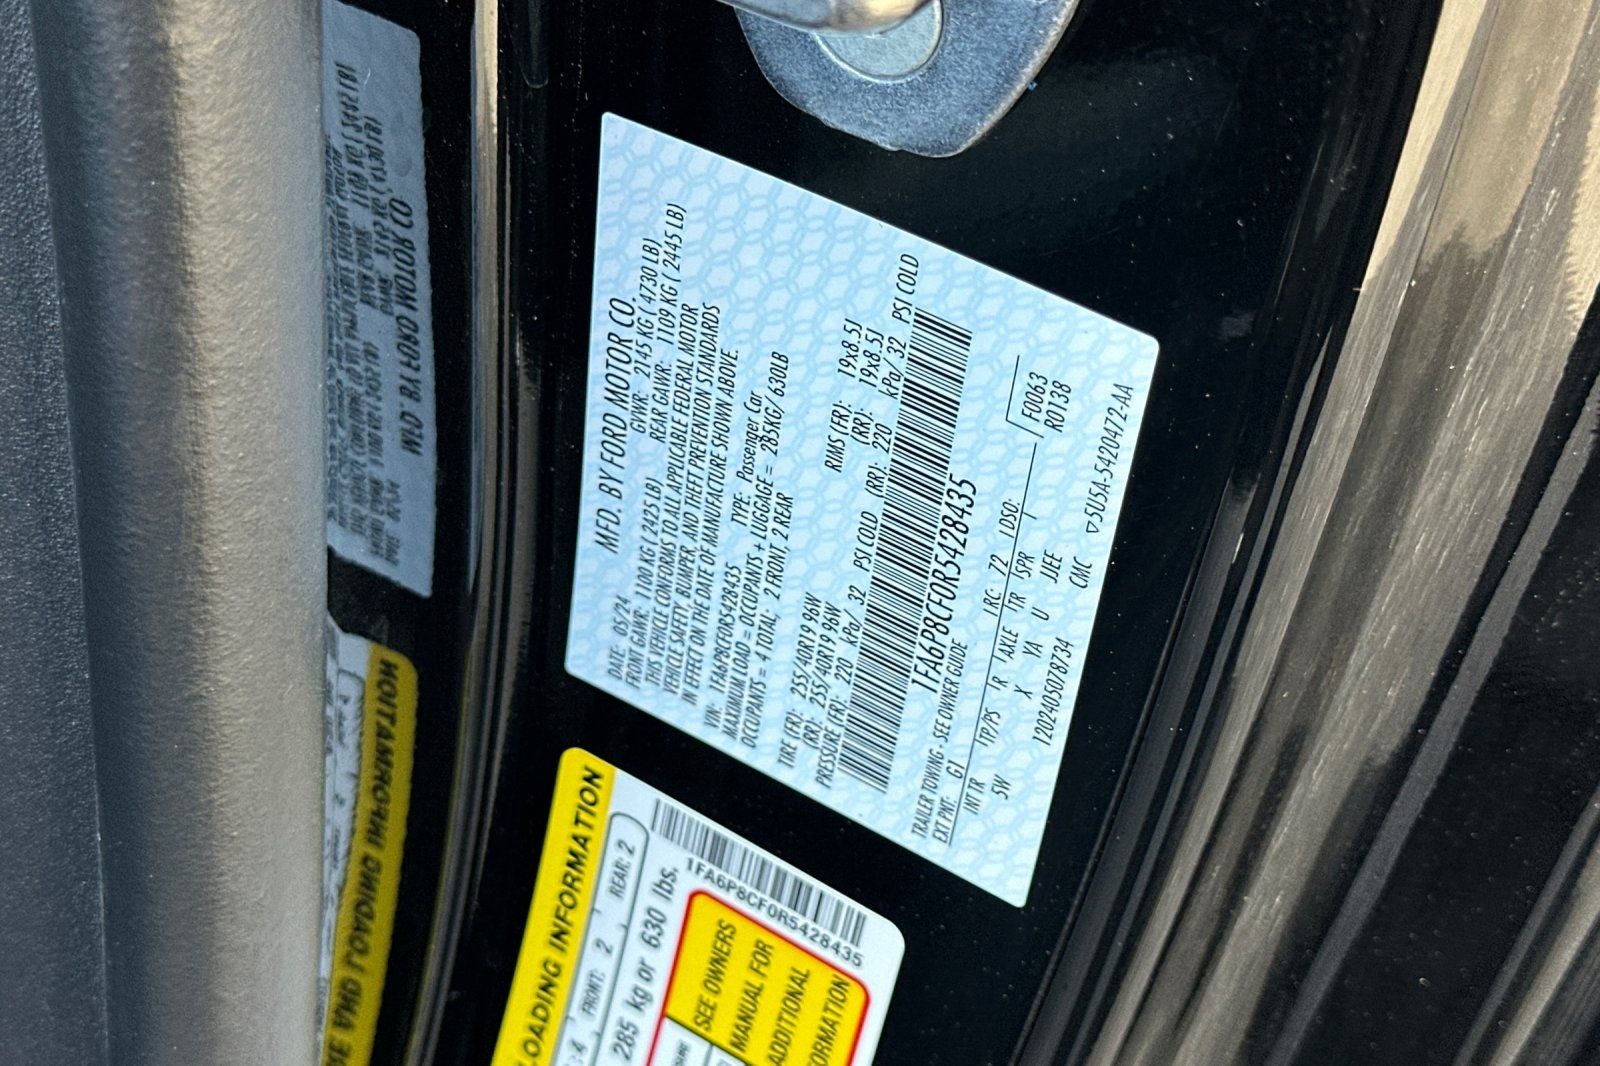 MFD. BY FORD MOTOR CO.
DATE: 05/24 GVWR: 2145 KG ( 4730 LB)
FRONT GAWR: 1100 KG ( 2425 LB) REAR GAWR: 1109 KG ( 2445 LB)
THIS VEHICLE CONFORMS TO ALL APPLICABLE FEDERAL MOTOR
VEHICLE SAFETY, BUMPER, AND THEFT PREVENTION STANDARDS
IN EFFECT ON THE DATE OF MANUFACTURE SHOWN ABOVE.
VIN: 1FA6P8CF0R5428435 TYPE: Passenger Car
MAXIMUM LOAD = OCCUPANTS + LUGGAGE = 285KG/ 630LB
OCCUPANTS = 4 TOTAL: 2 FRONT, 2 REAR
TIRE (FR): 255/40R19 96W RIMS (FR): 19x8.5J
(RR): 255/40R19 96W (RR): 19x8.5J
PRESSURE (FR): 220 kPa/ 32 PSI COLD (RR): 220 kPa/ 32 PSI COLD
1FA6P8CF0R5428435
TRAILER TOWING - SEE OWNER GUIDE
EXT PNT: G1 RC: 72 DSO: F0063
INT TR TP/PS R AXLE TR SPR R0138
5W X YA U JJEE
1202405078734 CMC 5U5A-5420472-AA
LOADING INFORMATION
4 FRONT: 2 REAR: 2
285 kg or 630 lbs.
1FA6P8CF0R5428435
SEE OWNERS
MANUAL FOR
ADDITIONAL